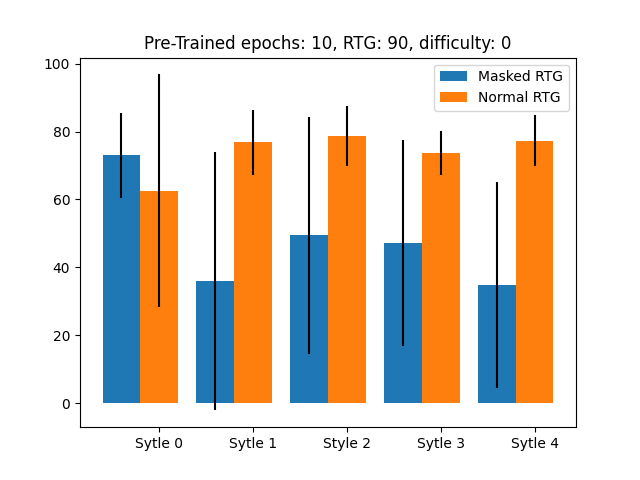 Pre-Trained epochs: 10, RTG: 90, difficulty: 0
100
80
60
40
20
0
Masked RTG
Normal RTG
Sytle 0
Sytle 1
Style 2
Sytle 3
Sytle 4